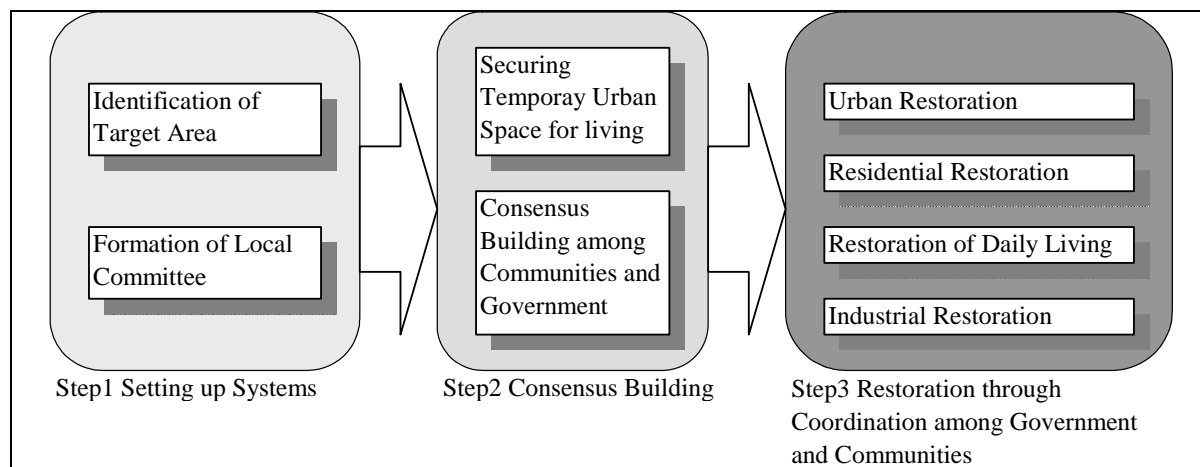 Identification of
Target Area
Formation of Local
Committee
Step1 Setting up Systems
Securing
Temporay Urban
Space for living
Consensus
Building among
Communities and
Government
Step2 Consensus Building
Urban Restoration
Residential Restoration
Restoration of Daily Living
Industrial Restoration
Step3 Restoration through
Coordination among Government
and Communities